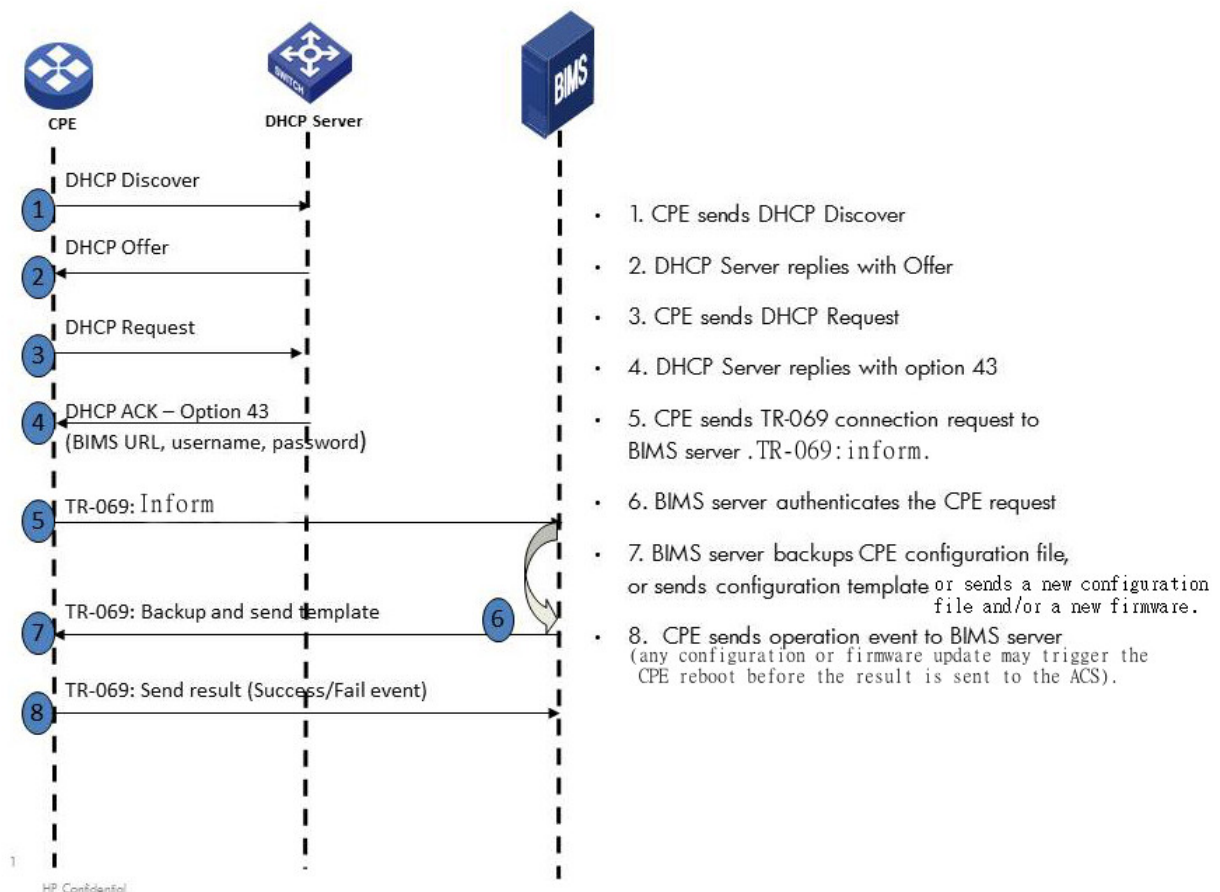 SWITCH
BIMS
CPE
DHCP Server
DHCP Discover
1
DHCP Offer
2
DHCP Request
3
DHCP ACK – Option 43
4
(BIMS URL, username, password)
TR-069: Inform
5
TR-069: Backup and send template
6
7
TR-069: Send result (Success/Fail event)
8
• 1. CPE sends DHCP Discover
• 2. DHCP Server replies with Offer
• 3. CPE sends DHCP Request
• 4. DHCP Server replies with option 43
• 5. CPE sends TR-069 connection request to
BIMS server .TR-069:inform.
• 6. BIMS server authenticates the CPE request
• 7. BIMS server backups CPE configuration file,
or sends configuration template or sends a new configuration
file and/or a new firmware.
• 8. CPE sends operation event to BIMS server
(any configuration or firmware update may trigger the
CPE reboot before the result is sent to the ACS).
1
HP Confidential